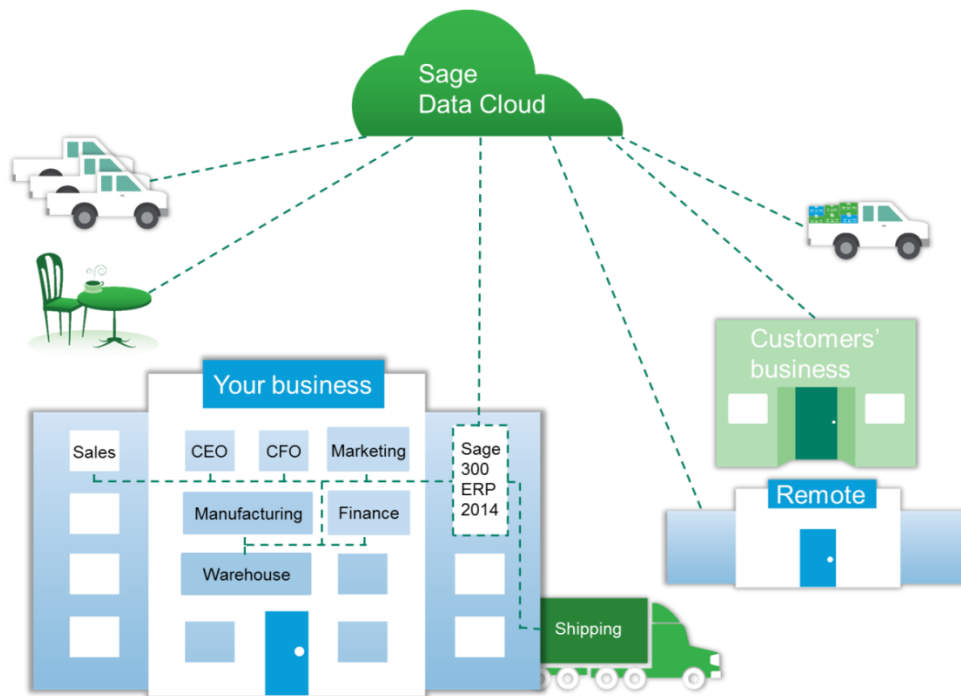 Sage
Data Cloud
Customers’
business
Your business
Sales
CEO
CFO
Marketing
Sage
300
ERP
2014
Manufacturing
Finance
Remote
Warehouse
Shipping